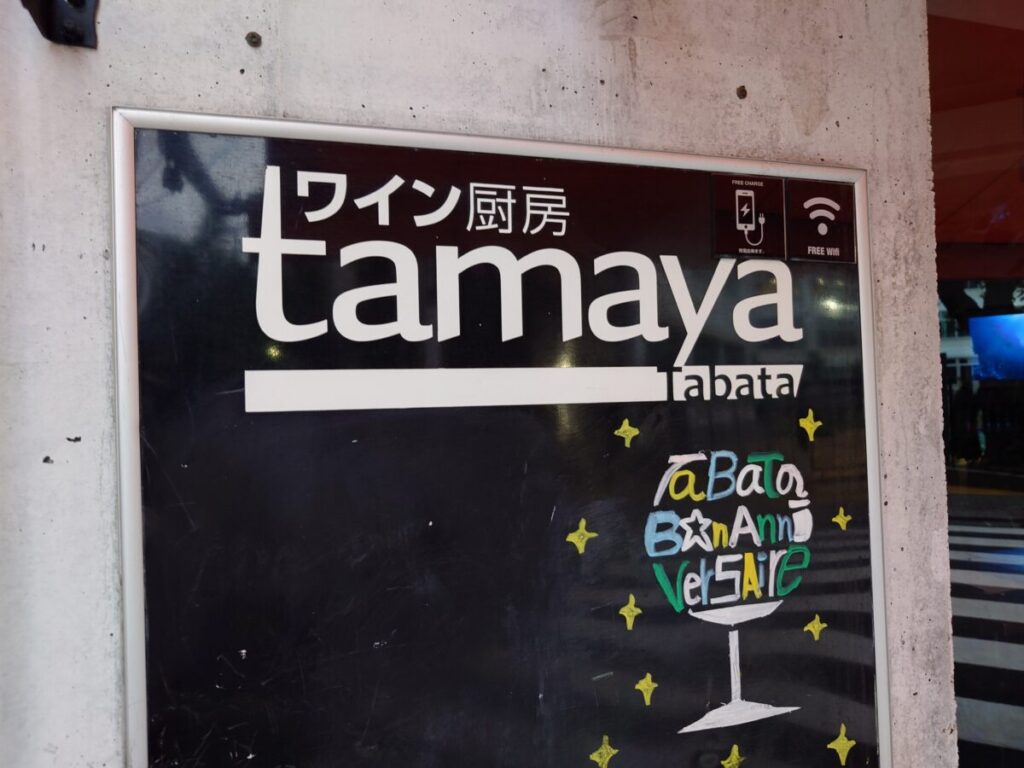 ワイン厨房
tamaya
Tabata
FREE CHARGE
FREE Wifi
TaBaTa
BonAnni
VerSAire